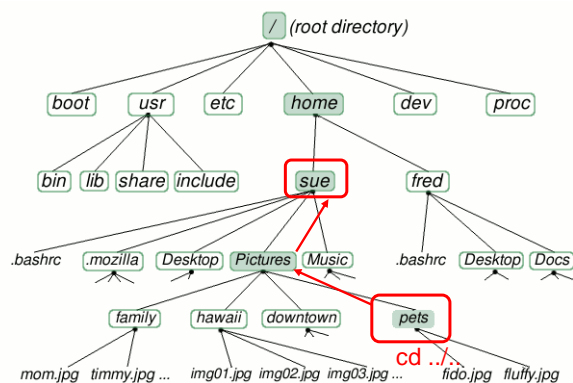 / (root directory)
boot usr etc home dev proc
bin lib share include sue fred
.bashrc .mozilla Desktop Pictures Music .bashrc Desktop Docs
family hawaii downtown pets
cd ../..
mom.jpg timmy.jpg ... img01.jpg img02.jpg img03.jpg ... fido.jpg fluffy.jpg